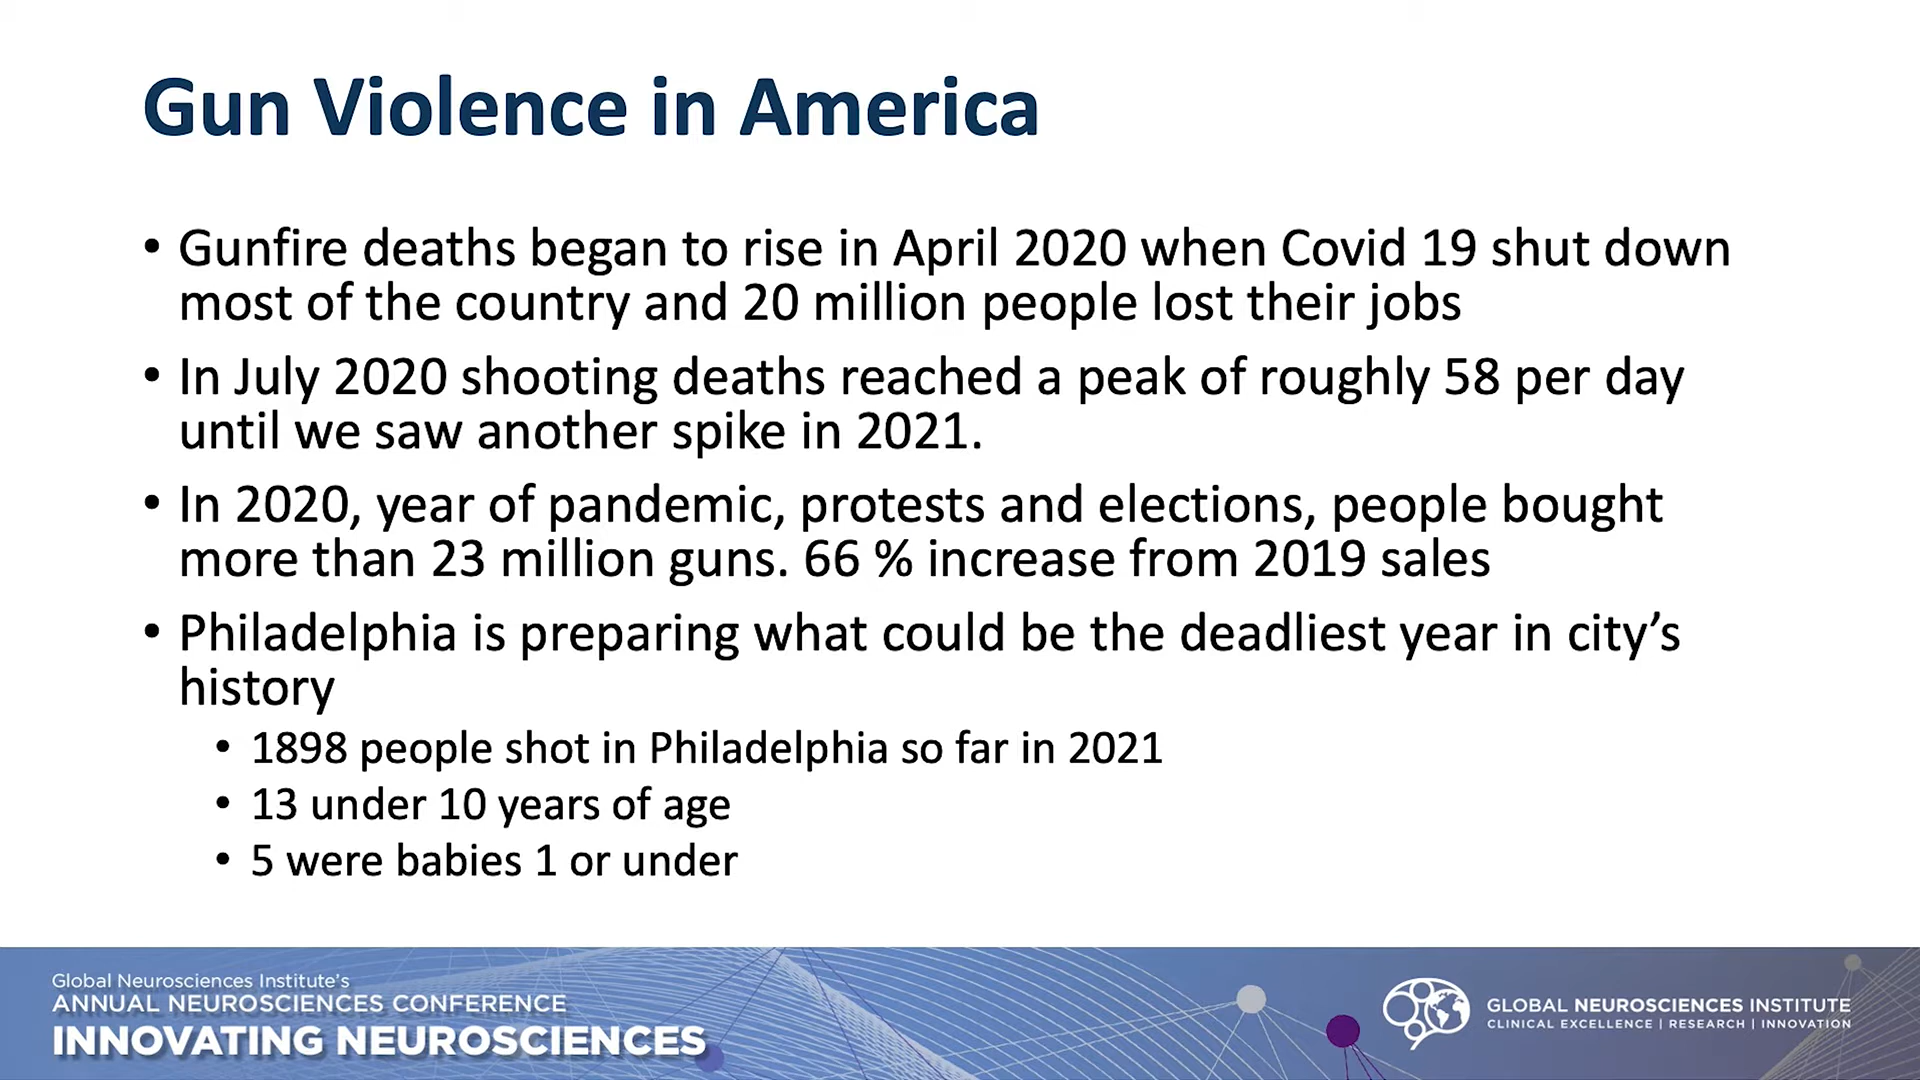 Gun Violence in America
• Gunfire deaths began to rise in April 2020 when Covid 19 shut down
most of the country and 20 million people lost their jobs
• In July 2020 shooting deaths reached a peak of roughly 58 per day
until we saw another spike in 2021.
• In 2020, year of pandemic, protests and elections, people bought
more than 23 million guns. 66 % increase from 2019 sales
• Philadelphia is preparing what could be the deadliest year in city’s
history
• 1898 people shot in Philadelphia so far in 2021
• 13 under 10 years of age
• 5 were babies 1 or under
Global Neurosciences Institute’s
ANNUAL NEUROSCIENCES CONFERENCE
INNOVATING NEUROSCIENCES
GLOBAL NEUROSCIENCES INSTITUTE
CLINICAL EXCELLENCE | RESEARCH | INNOVATION